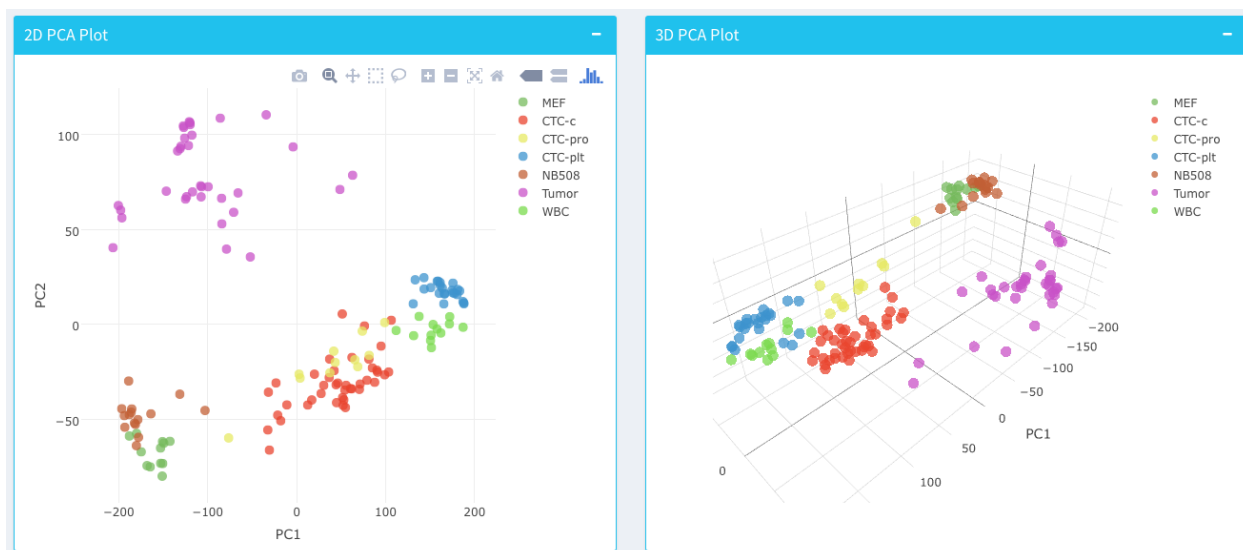 2D PCA Plot
MEF
CTC-c
CTC-pro
CTC-plt
NB508
Tumor
WBC
100
50
0
−50
PC2
−200
−100
0
100
200
PC1
3D PCA Plot
MEF
CTC-c
CTC-pro
CTC-plt
NB508
Tumor
WBC
−200
−150
−100
−50
0
PC1
50
0
100